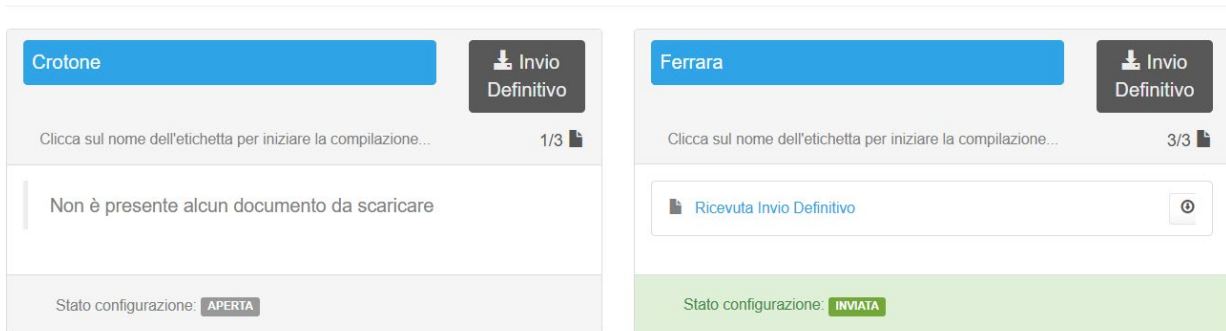 Crotone
Invio
Definitivo
Clicca sul nome dell'etichetta per iniziare la compilazione...
1/3
Non è presente alcun documento da scaricare
Stato configurazione: APERTA
Ferrara
Invio
Definitivo
Clicca sul nome dell'etichetta per iniziare la compilazione...
3/3
Ricevuta Invio Definitivo
Stato configurazione: INVIATA